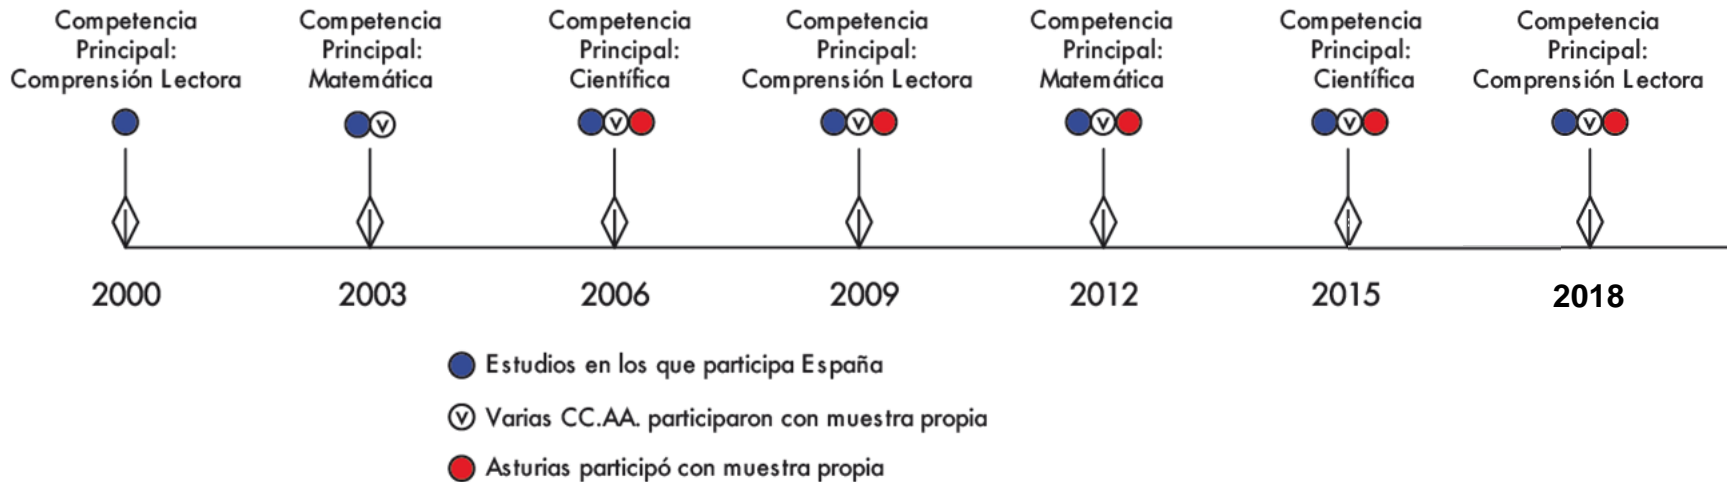 Competencia
Principal:
Comprensión Lectora
Competencia
Principal:
Matemática
Competencia
Principal:
Científica
Competencia
Principal:
Comprensión Lectora
Competencia
Principal:
Matemática
Competencia
Principal:
Científica
Competencia
Principal:
Comprensión Lectora
V
V
V
V
V
V
2000
2003
2006
2009
2012
2015
2018
Estudios en los que participa España
V Varias CC.AA. participaron con muestra propia
Asturias participó con muestra propia